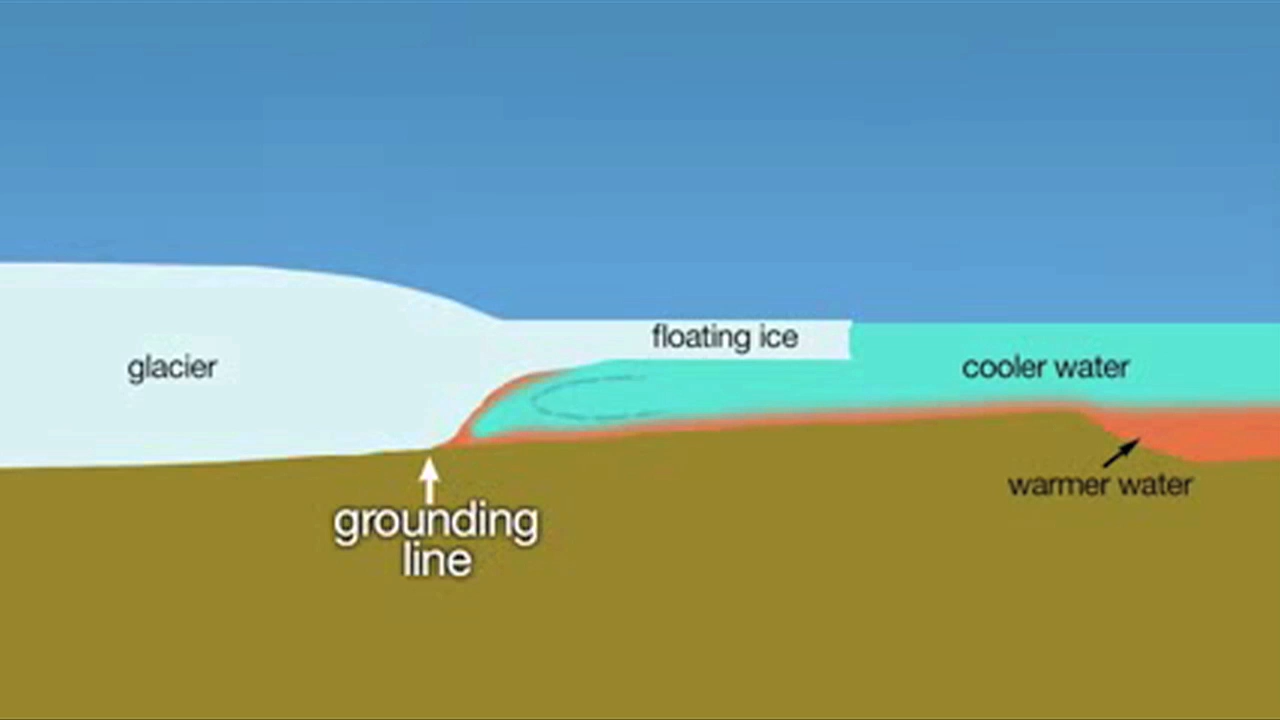 floating ice
glacier
cooler water
warmer water
grounding
line